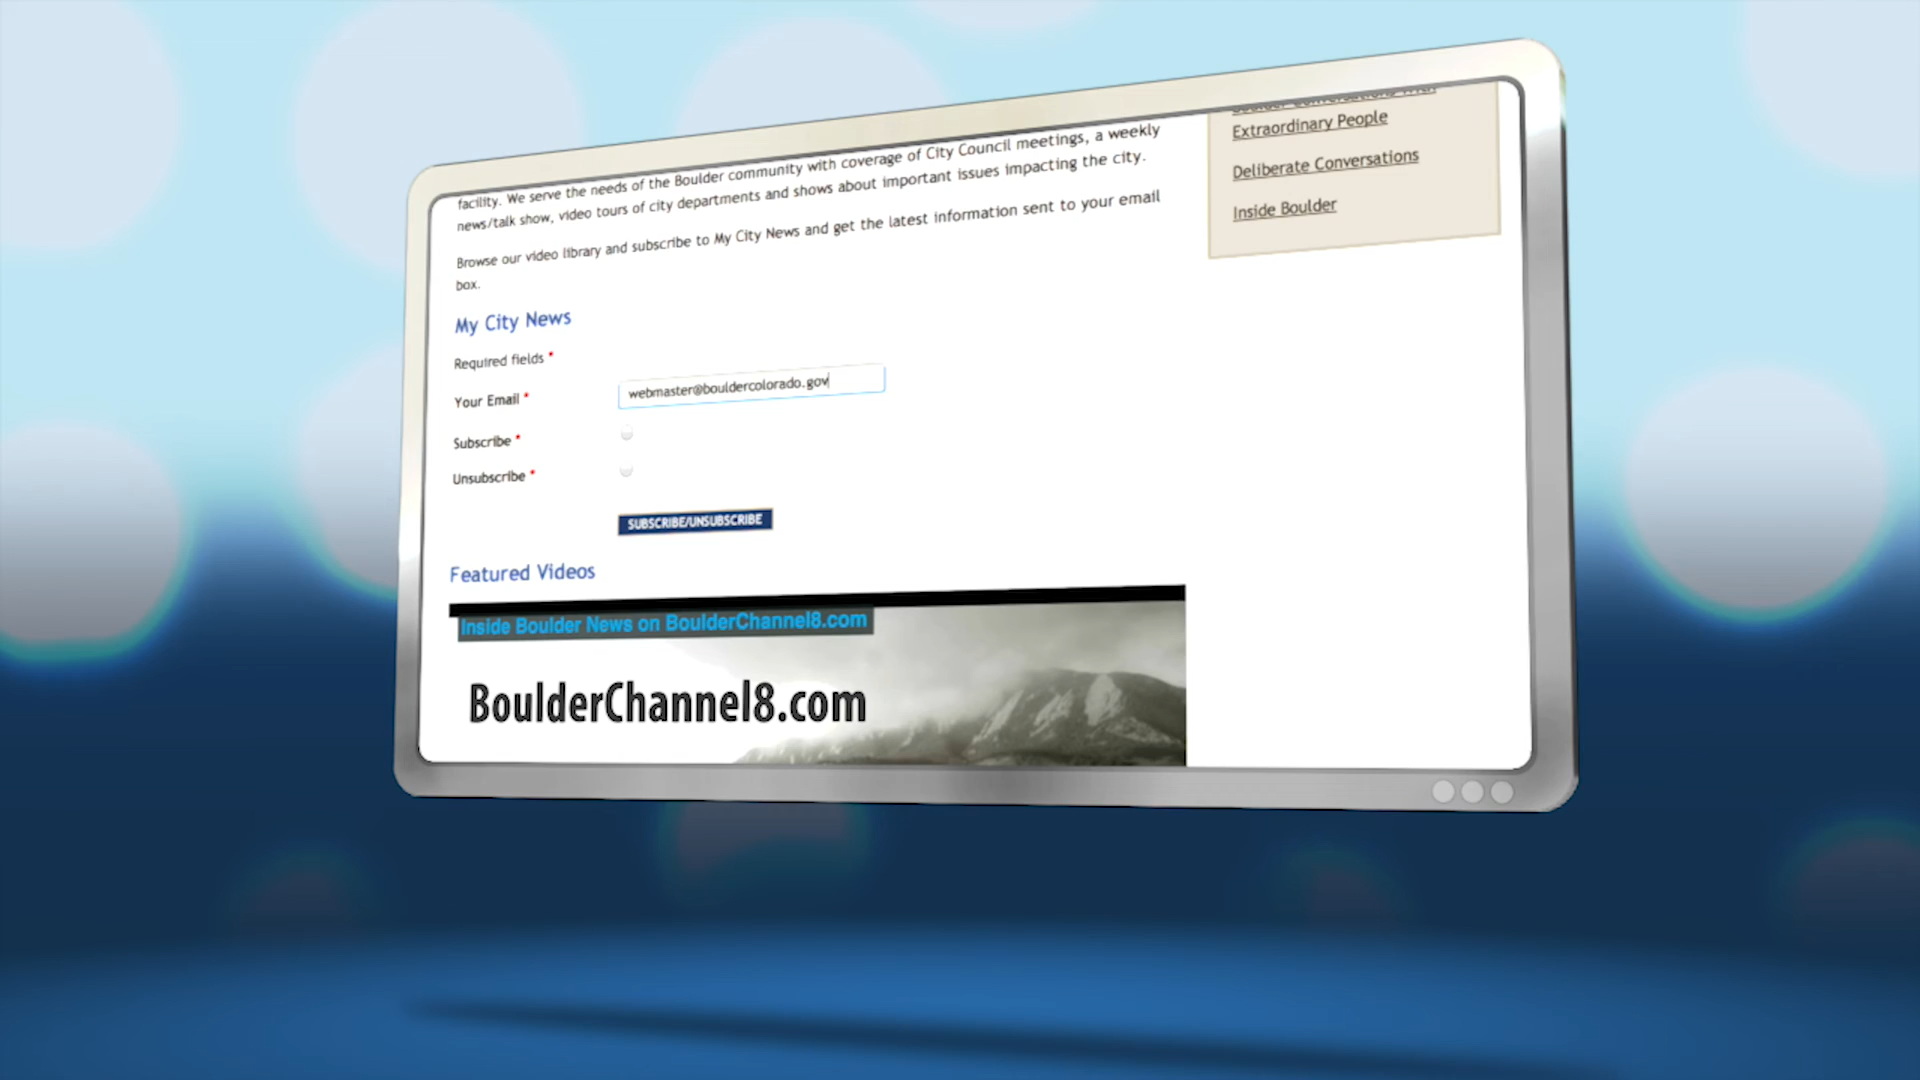 facility. We serve the needs of the Boulder community with coverage of City Council meetings, a weekly
news/talk show, video tours of city departments and shows about important issues impacting the city.
Browse our video library and subscribe to My City News and get the latest information sent to your email
box.
My City News
Required fields *
Your Email * webmaster@bouldercolorado.gov
Subscribe *
Unsubscribe *
SUBSCRIBE/UNSUBSCRIBE
Featured Videos
Inside Boulder News on BoulderChannel8.com
BoulderChannel8.com
Extraordinary People
Deliberate Conversations
Inside Boulder